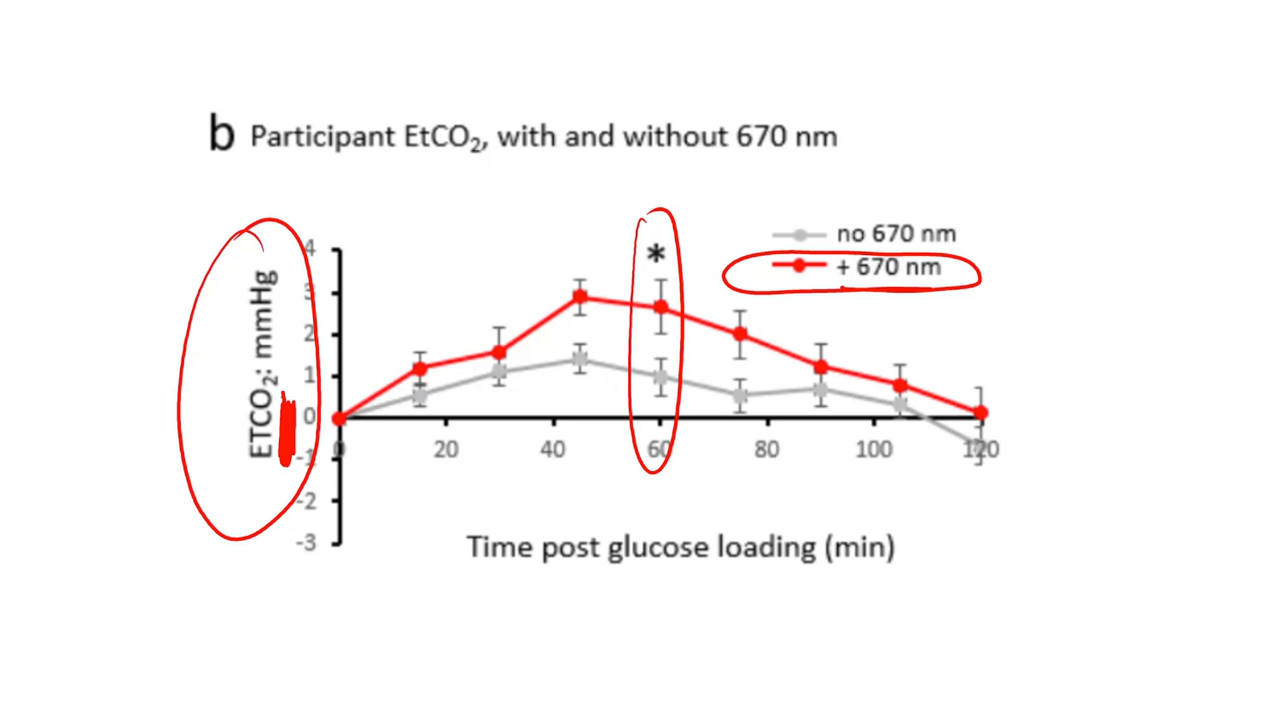 b Participant EtCO₂, with and without 670 nm
no 670 nm
+ 670 nm
*
ETCO₂: mmHg
4
3
2
1
0
-1
-2
-3
0 20 40 60 80 100 120
Time post glucose loading (min)